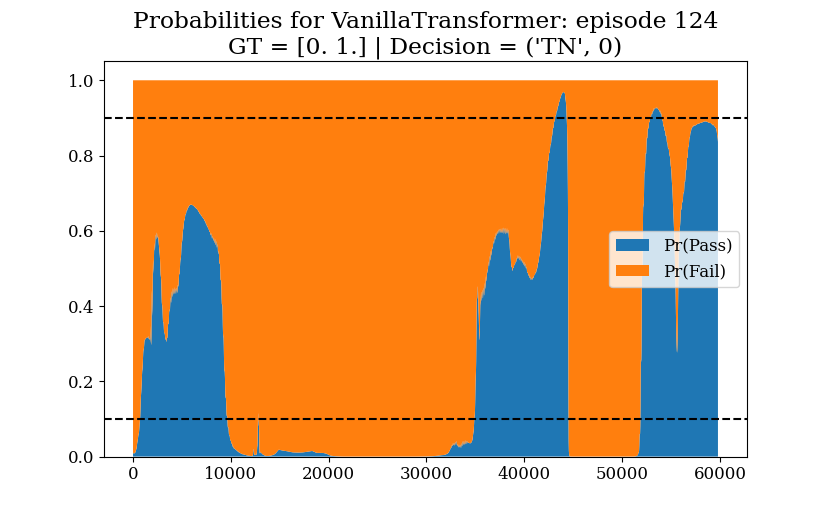 Probabilities for VanillaTransformer: episode 124
GT = [0. 1.] | Decision = ('TN', 0)
1.0
0.8
0.6
0.4
0.2
0.0
Pr(Pass)
Pr(Fail)
0 10000 20000 30000 40000 50000 60000